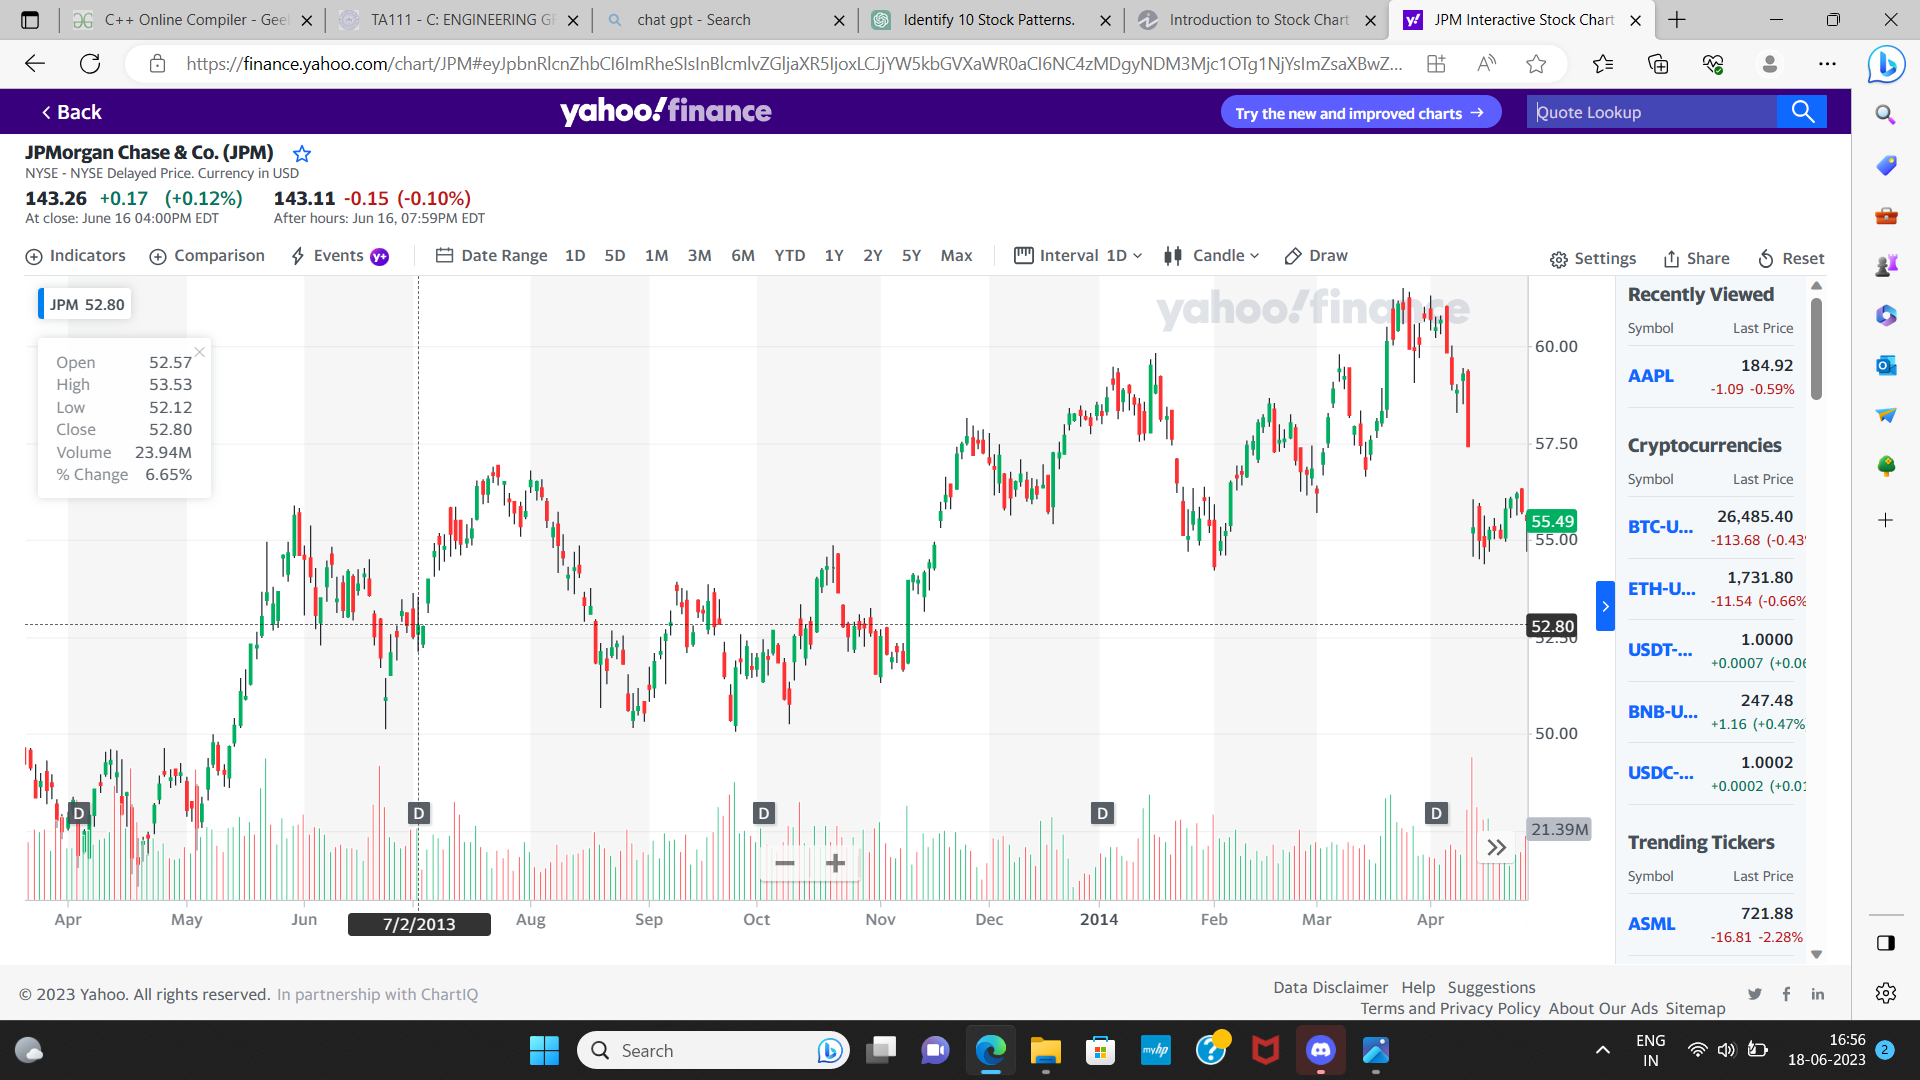 C++ Online Compiler - Gee
TA111 - C: ENGINEERING GF
chat gpt - Search
Identify 10 Stock Patterns.
Introduction to Stock Chart
JPM Interactive Stock Chart
Back
yahoo!finance
Try the new and improved charts →
Quote Lookup
JPMorgan Chase & Co. (JPM)
NYSE - NYSE Delayed Price. Currency in USD
143.26 +0.17 (+0.12%) 143.11 -0.15 (-0.10%)
At close: June 16 04:00PM EDT After hours: Jun 16, 07:59PM EDT
Indicators Comparison Events y+ Date Range 1D 5D 1M 3M 6M YTD 1Y 2Y 5Y Max Interval 1D Candle Draw Settings Share Reset
JPM 52.80
Open 52.57
High 53.53
Low 52.12
Close 52.80
Volume 23.94M
% Change 6.65%
yahoo!finance
60.00
57.50
55.49
55.00
52.80
52.50
50.00
21.39M
D D D D D
Apr May Jun 7/2/2013 Aug Sep Oct Nov Dec 2014 Feb Mar Apr
Recently Viewed
Symbol Last Price
AAPL 184.92
-1.09 -0.59%
Cryptocurrencies
Symbol Last Price
BTC-U... 26,485.40
-113.68 (-0.43
ETH-U... 1,731.80
-11.54 (-0.66%
USDT-... 1.0000
+0.0007 (+0.06
BNB-U... 247.48
+1.16 (+0.47%)
USDC-... 1.0002
+0.0002 (+0.01
Trending Tickers
Symbol Last Price
ASML 721.88
-16.81 -2.28%
© 2023 Yahoo. All rights reserved. In partnership with ChartIQ
Data Disclaimer Help Suggestions
Terms and Privacy Policy About Our Ads Sitemap
Search
myhp
ENG
IN
16:56
18-06-2023
2